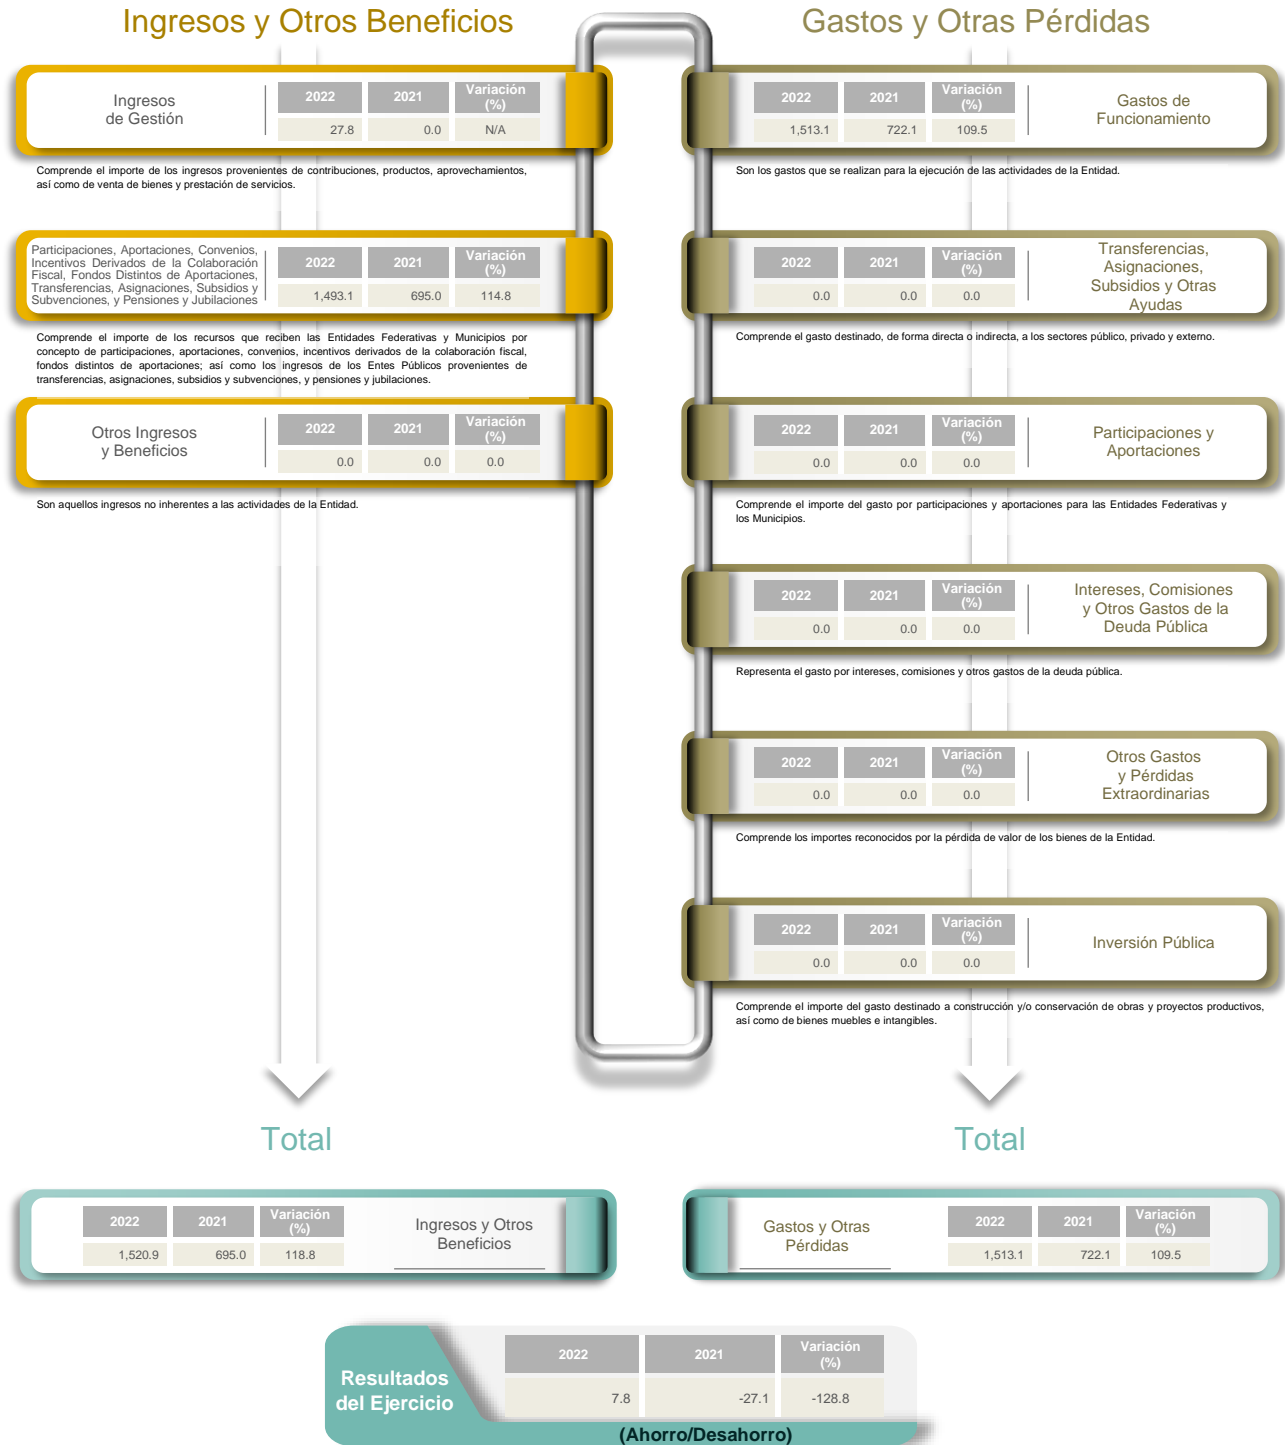 Ingresos y Otros Beneficios
Ingresos
de Gestión
2022 2021 Variación
(%)
27.8 0.0 N/A
Comprende el importe de los ingresos provenientes de contribuciones, productos, aprovechamientos,
así como de venta de bienes y prestación de servicios.
Participaciones, Aportaciones, Convenios,
Incentivos Derivados de la Colaboración
Fiscal, Fondos Distintos de Aportaciones,
Transferencias, Asignaciones, Subsidios y
Subvenciones, y Pensiones y Jubilaciones
2022 2021 Variación
(%)
1,493.1 695.0 114.8
Comprende el importe de los recursos que reciben las Entidades Federativas y Municipios por
concepto de participaciones, aportaciones, convenios, incentivos derivados de la colaboración fiscal,
fondos distintos de aportaciones; así como los ingresos de los Entes Públicos provenientes de
transferencias, asignaciones, subsidios y subvenciones, y pensiones y jubilaciones.
Otros Ingresos
y Beneficios
2022 2021 Variación
(%)
0.0 0.0 0.0
Son aquellos ingresos no inherentes a las actividades de la Entidad.
Total
2022 2021 Variación
(%)
1,520.9 695.0 118.8
Ingresos y Otros
Beneficios
Gastos y Otras Pérdidas
2022 2021 Variación
(%)
1,513.1 722.1 109.5
Gastos de
Funcionamiento
Son los gastos que se realizan para la ejecución de las actividades de la Entidad.
2022 2021 Variación
(%)
0.0 0.0 0.0
Transferencias,
Asignaciones,
Subsidios y Otras
Ayudas
Comprende el gasto destinado, de forma directa o indirecta, a los sectores público, privado y externo.
2022 2021 Variación
(%)
0.0 0.0 0.0
Participaciones y
Aportaciones
Comprende el importe del gasto por participaciones y aportaciones para las Entidades Federativas y
los Municipios.
2022 2021 Variación
(%)
0.0 0.0 0.0
Intereses, Comisiones
y Otros Gastos de la
Deuda Pública
Representa el gasto por intereses, comisiones y otros gastos de la deuda pública.
2022 2021 Variación
(%)
0.0 0.0 0.0
Otros Gastos
y Pérdidas
Extraordinarias
Comprende los importes reconocidos por la pérdida de valor de los bienes de la Entidad.
2022 2021 Variación
(%)
0.0 0.0 0.0
Inversión Pública
Comprende el importe del gasto destinado a construcción y/o conservación de obras y proyectos productivos,
así como de bienes muebles e intangibles.
Total
Gastos y Otras
Pérdidas
2022 2021 Variación
(%)
1,513.1 722.1 109.5
Resultados
del Ejercicio
2022 2021 Variación
(%)
7.8 -27.1 -128.8
(Ahorro/Desahorro)